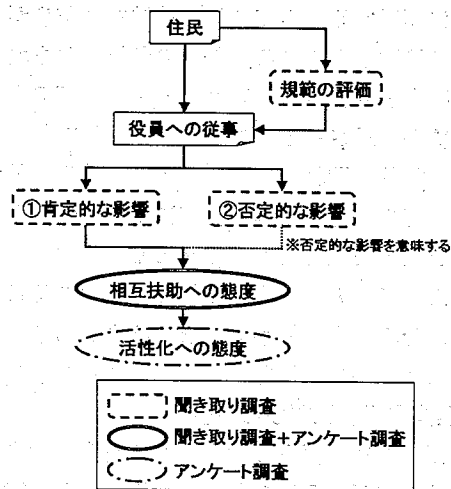 住民
規範の評価
役員への従事
①肯定的な影響
②否定的な影響
※否定的な影響を意味する
相互扶助への態度
活性化への態度
聞き取り調査
聞き取り調査+アンケート調査
アンケート調査